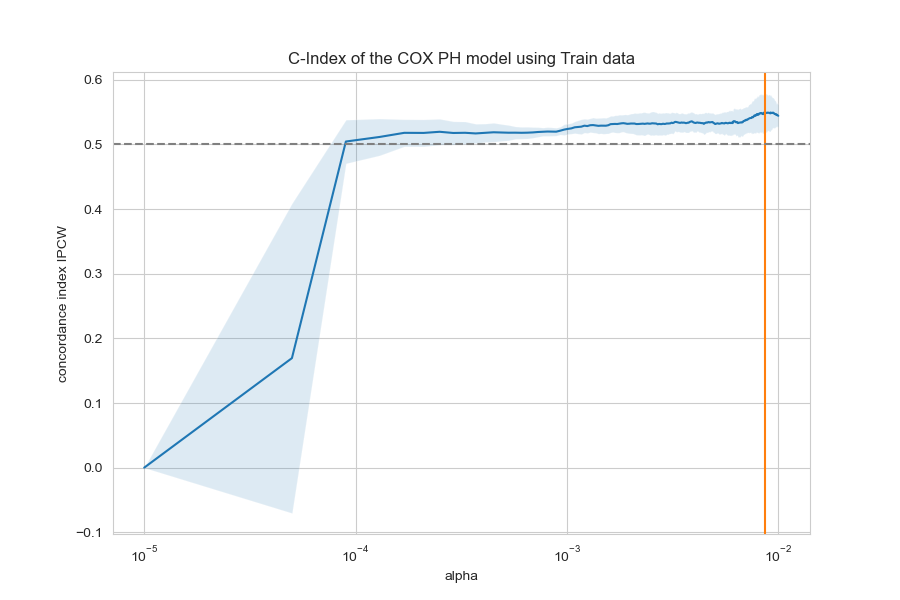 C-Index of the COX PH model using Train data
0.6
0.5
0.4
0.3
0.2
0.1
0.0
−0.1
concordance index IPCW
10⁻⁵ 10⁻⁴ 10⁻³ 10⁻²
alpha